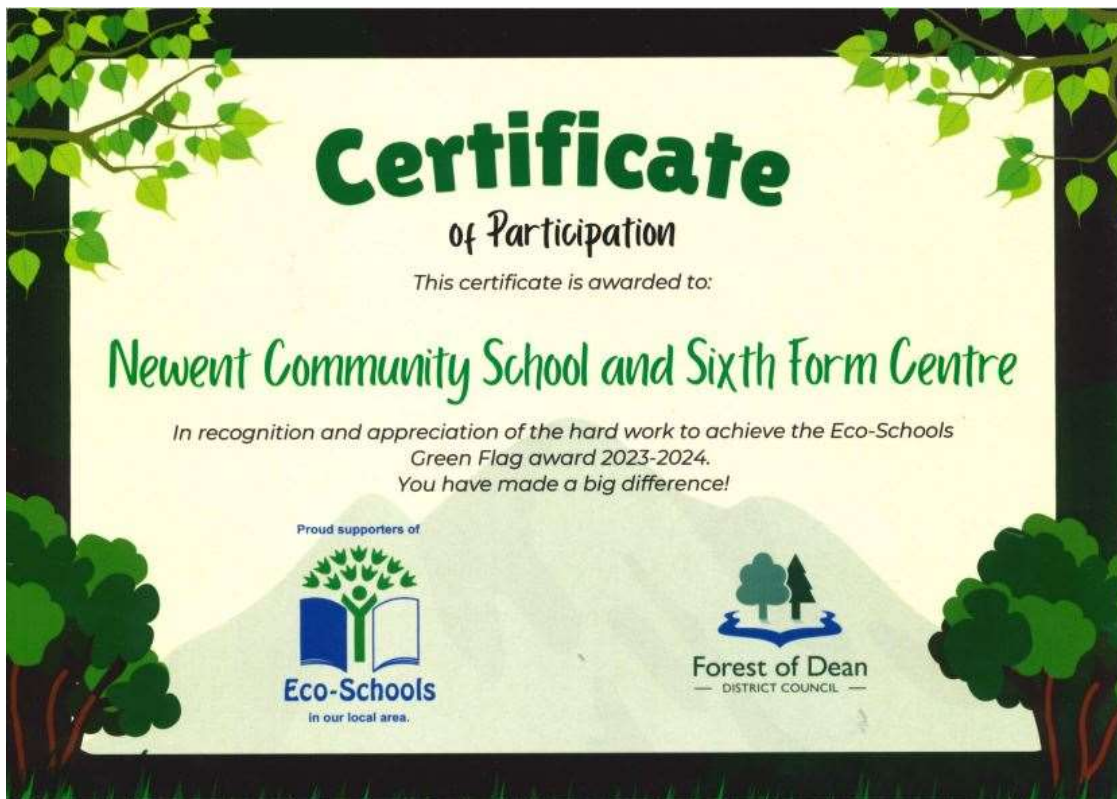 Certificate
of Participation
This certificate is awarded to:
Newent Community School and Sixth Form Centre
In recognition and appreciation of the hard work to achieve the Eco-Schools
Green Flag award 2023-2024.
You have made a big difference!
Proud supporters of
Eco-Schools
in our local area.
Forest of Dean
DISTRICT COUNCIL